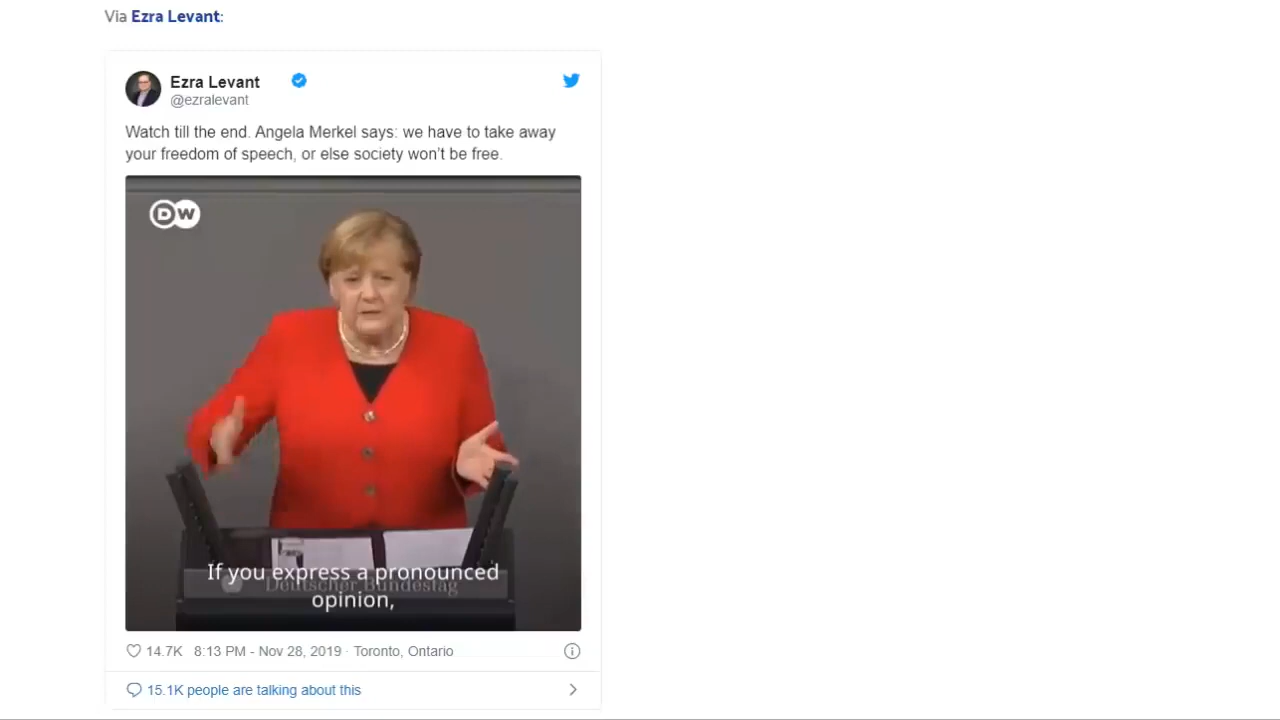 Via Ezra Levant:
Ezra Levant
@ezralevant
Watch till the end. Angela Merkel says: we have to take away
your freedom of speech, or else society won't be free.
DW
If you express a pronounced
Deutscher Bundestag
opinion,
14.7K 8:13 PM - Nov 28, 2019 · Toronto, Ontario
15.1K people are talking about this